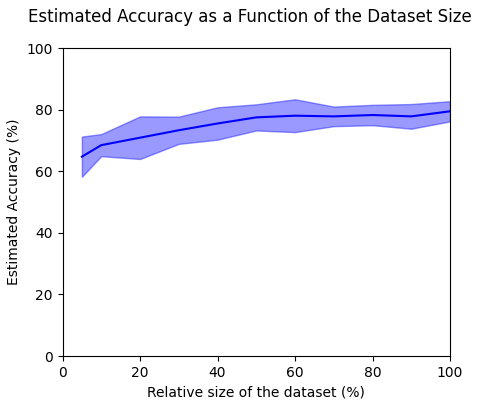 Estimated Accuracy as a Function of the Dataset Size
100
80
60
40
20
0
Estimated Accuracy (%)
0 20 40 60 80 100
Relative size of the dataset (%)